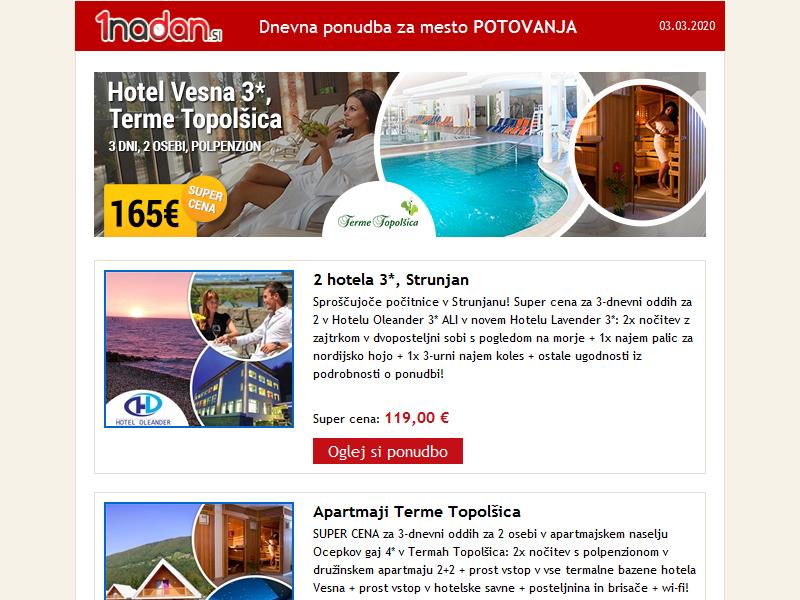 1nadan.si
Dnevna ponudba za mesto POTOVANJA
03.03.2020
Hotel Vesna 3*,
Terme Topolšica
3 DNI, 2 OSEBI, POLPENZION
165€
SUPER
CENA
Terme Topolšica
2 hotela 3*, Strunjan
Sproščujoče počitnice v Strunjanu! Super cena za 3-dnevni oddih za
2 v Hotelu Oleander 3* ALI v novem Hotelu Lavender 3*: 2x nočitev z
zajtrkom v dvoposteljni sobi s pogledom na morje + 1x najem palic za
nordijsko hojo + 1x 3-urni najem koles + ostale ugodnosti iz
podrobnosti o ponudbi!
HOTEL OLEANDER
Super cena: 119,00 €
Oglej si ponudbo
Apartmaji Terme Topolšica
SUPER CENA za 3-dnevni oddih za 2 osebi v apartmajskem naselju
Ocepkov gaj 4* v Termah Topolšica: 2x nočitev s polpenzionom v
družinskem apartmaju 2+2 + prost vstop v vse termalne bazene hotela
Vesna + prost vstop v hotelske savne + posteljnina in brisače + wi-fi!